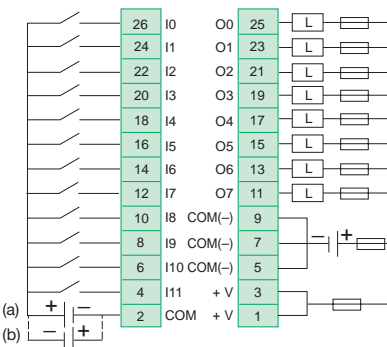 26 I0 O0 25 L
24 I1 O1 23 L
22 I2 O2 21 L
20 I3 O3 19 L
18 I4 O4 17 L
16 I5 O5 15 L
14 I6 O6 13 L
12 I7 O7 11 L
10 I8 COM(–) 9
8 I9 COM(–) 7 – +
6 I10 COM(–) 5
4 I11 + V 3
(a) + – 2 COM + V 1
(b) – +